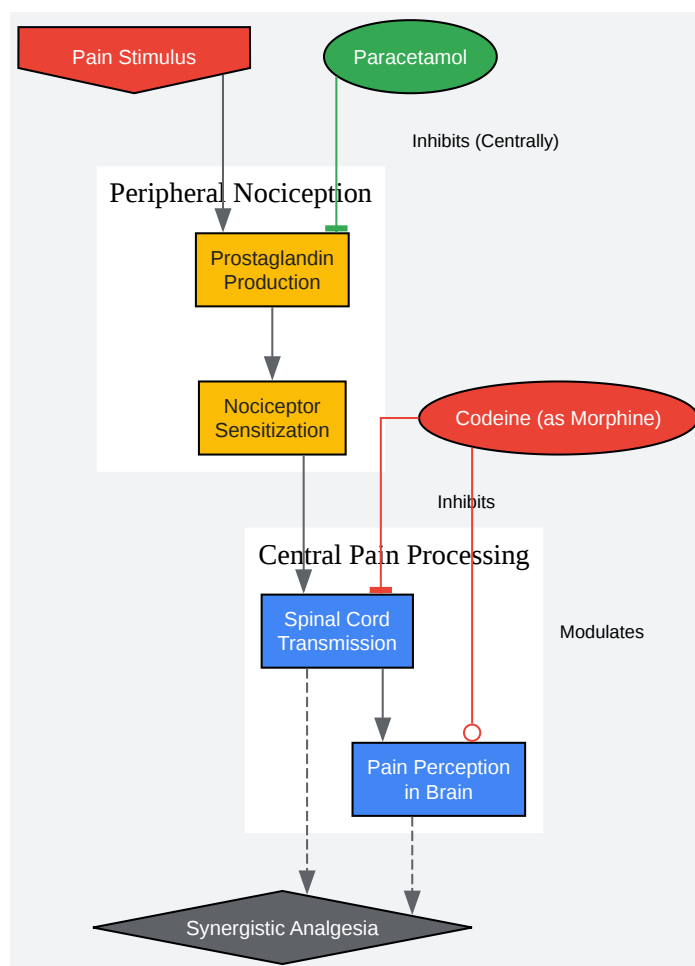 Pain Stimulus
Paracetamol
Inhibits (Centrally)
Peripheral Nociception
Prostaglandin
Production
Nociceptor
Sensitization
Codeine (as Morphine)
Inhibits
Central Pain Processing
Spinal Cord
Transmission
Modulates
Pain Perception
in Brain
Synergistic Analgesia